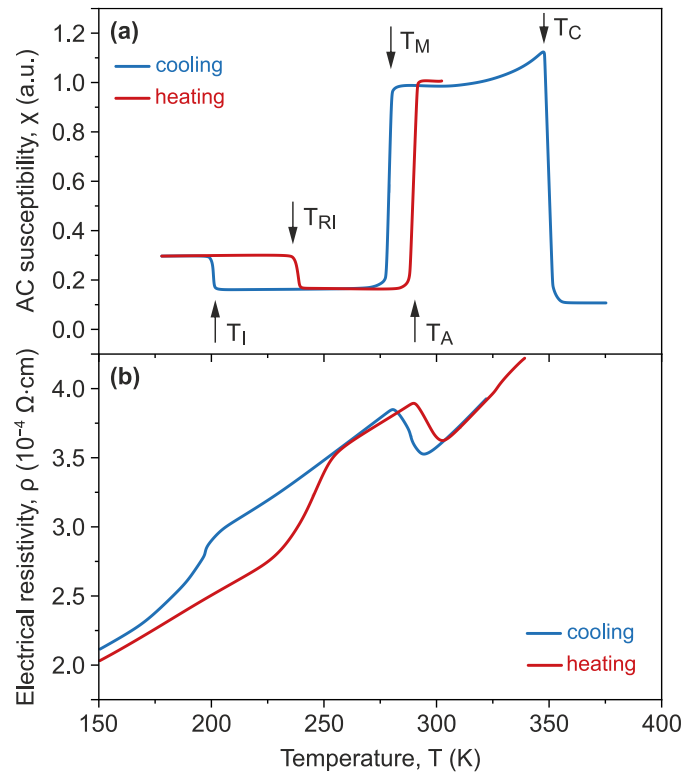 (a)
T_M
T_C
cooling
heating
T_RI
T_I
T_A
AC susceptibility, χ (a.u.)
1.2
1.0
0.8
0.6
0.4
0.2
0.0
(b)
Electrical resistivity, ρ (10⁻⁴ Ω·cm)
4.0
3.5
3.0
2.5
2.0
cooling
heating
150 200 250 300 350 400
Temperature, T (K)